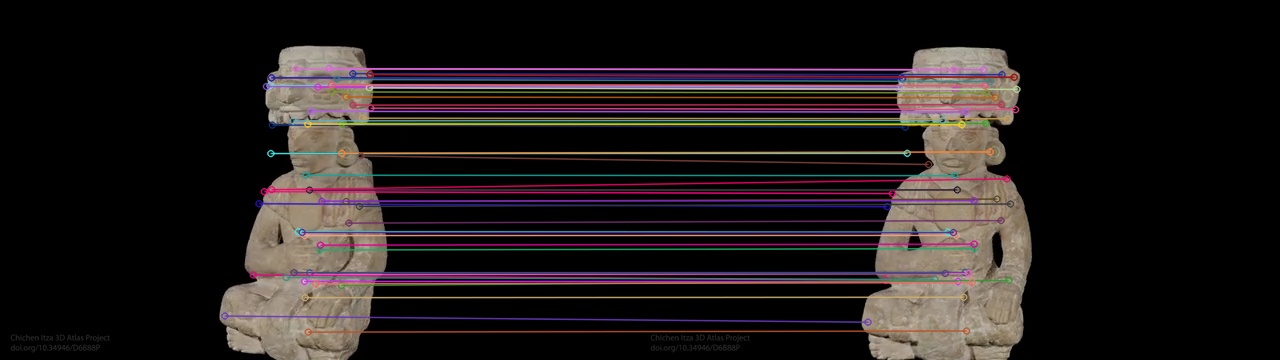 Chichen Itza 3D Atlas Project
doi.org/10.34946/D6B88P
Chichen Itza 3D Atlas Project
doi.org/10.34946/D6B88P